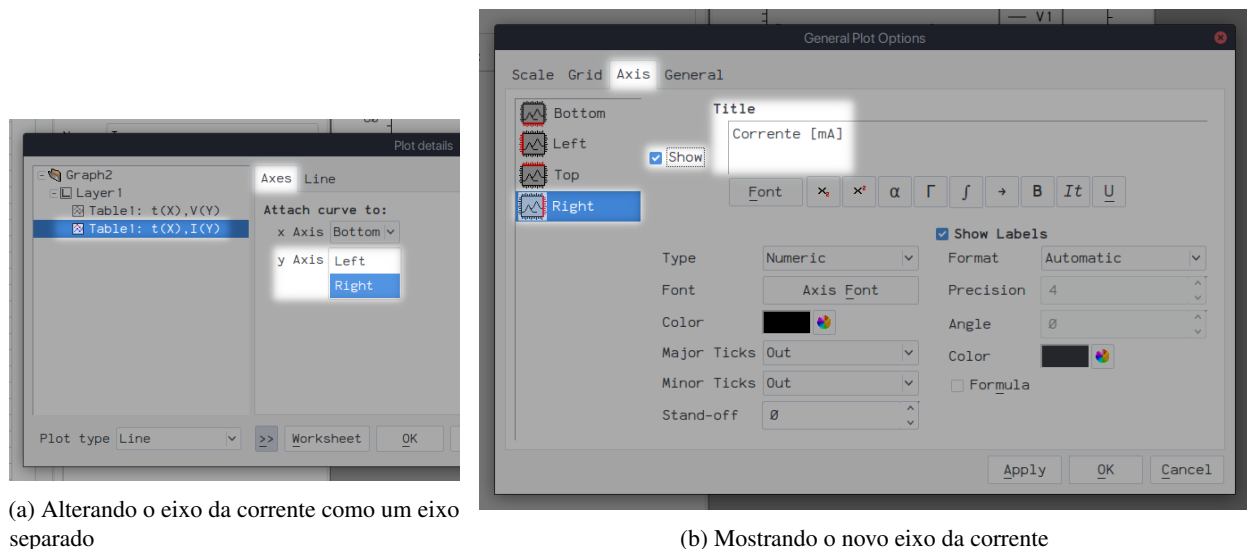 Plot details
Graph2
Layer1
Table1: t(X),V(Y)
Table1: t(X),I(Y)
Axes Line
Attach curve to:
x Axis Bottom
y Axis Left
Right
Plot type Line
>> Worksheet OK
(a) Alterando o eixo da corrente como um eixo
separado
V1
General Plot Options
Scale Grid Axis General
Bottom
Left
Top
Right
Show
Title
Corrente [mA]
Font x₂ x² α Γ ∫ → B It U
Show Labels
Type Numeric Format Automatic
Font Axis Font Precision 4
Color Angle 0
Major Ticks Out Color
Minor Ticks Out Formula
Stand-off 0
Apply OK Cancel
(b) Mostrando o novo eixo da corrente